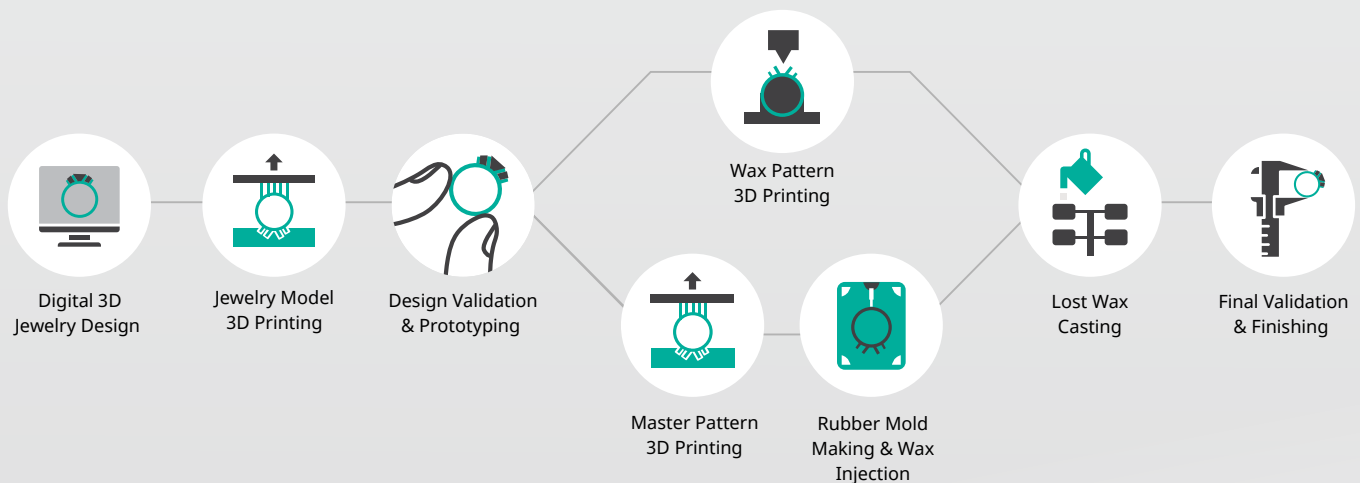 Digital 3D
Jewelry Design
Jewelry Model
3D Printing
Design Validation
& Prototyping
Wax Pattern
3D Printing
Master Pattern
3D Printing
Rubber Mold
Making & Wax
Injection
Lost Wax
Casting
Final Validation
& Finishing